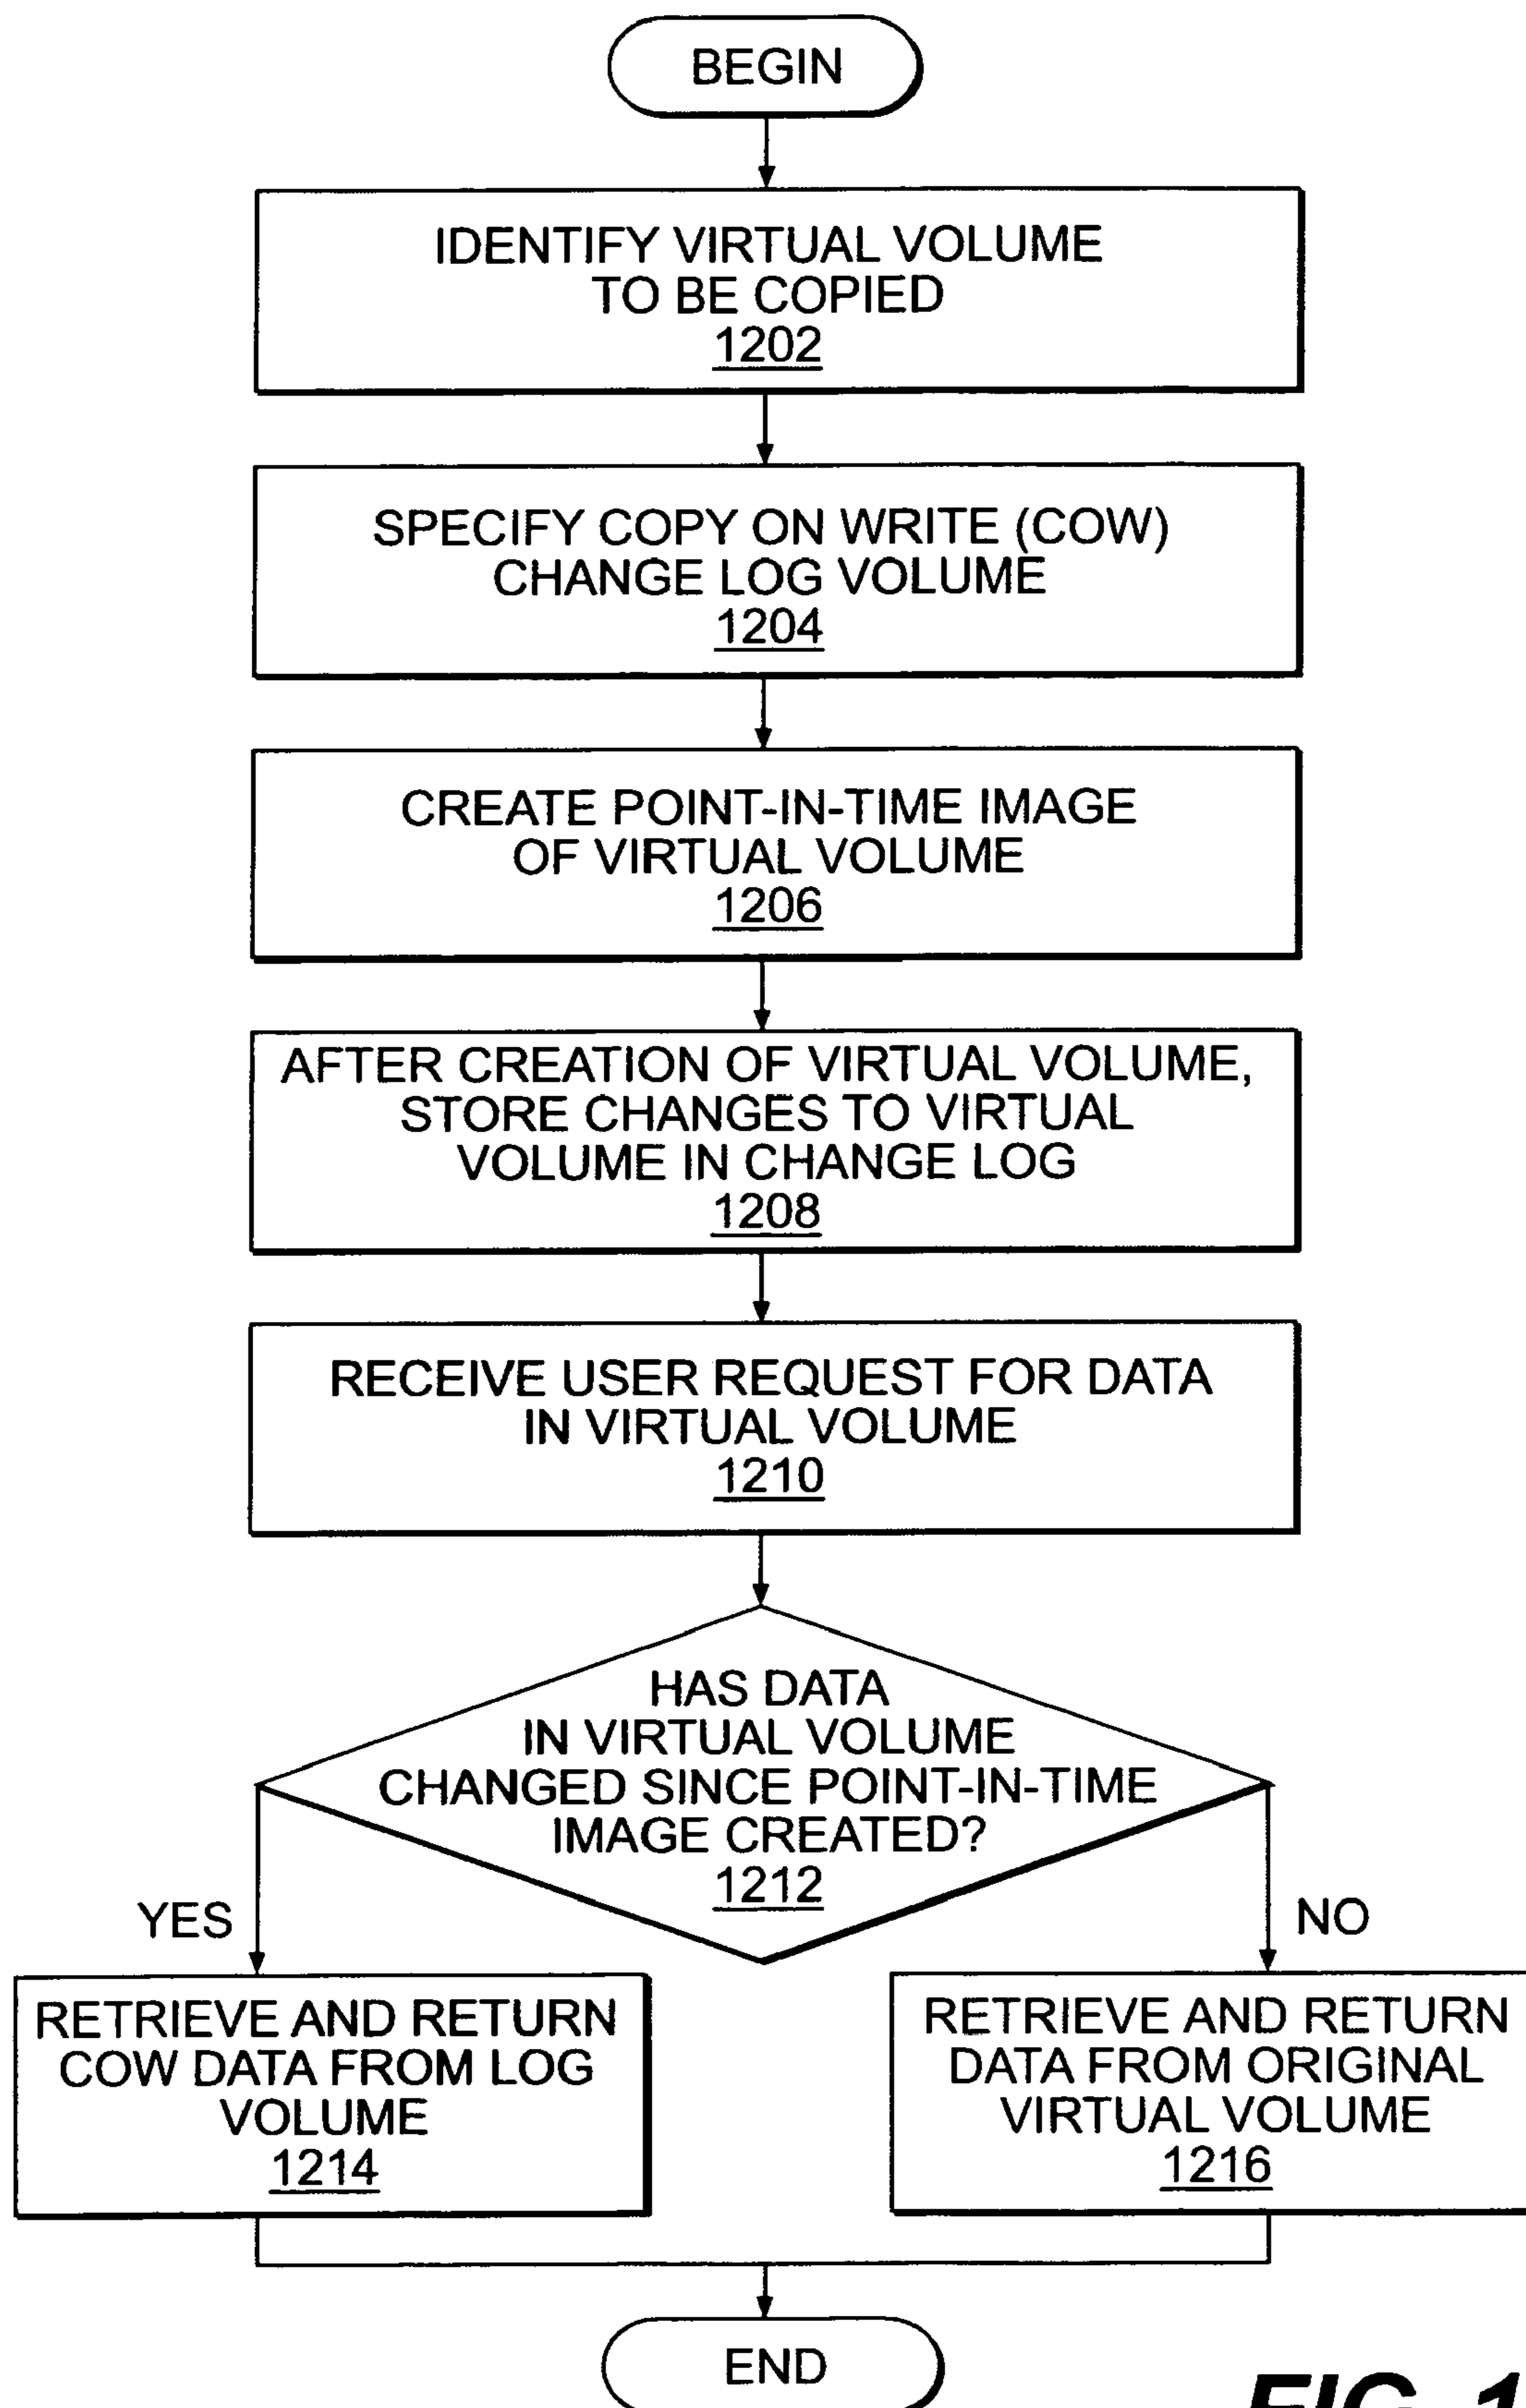 BEGIN
IDENTIFY VIRTUAL VOLUME
TO BE COPIED
1202
SPECIFY COPY ON WRITE (COW)
CHANGE LOG VOLUME
1204
CREATE POINT-IN-TIME IMAGE
OF VIRTUAL VOLUME
1206
AFTER CREATION OF VIRTUAL VOLUME,
STORE CHANGES TO VIRTUAL
VOLUME IN CHANGE LOG
1208
RECEIVE USER REQUEST FOR DATA
IN VIRTUAL VOLUME
1210
HAS DATA
IN VIRTUAL VOLUME
CHANGED SINCE POINT-IN-TIME
IMAGE CREATED?
1212
YES
NO
RETRIEVE AND RETURN
COW DATA FROM LOG
VOLUME
1214
RETRIEVE AND RETURN
DATA FROM ORIGINAL
VIRTUAL VOLUME
1216
END
FIG. 1